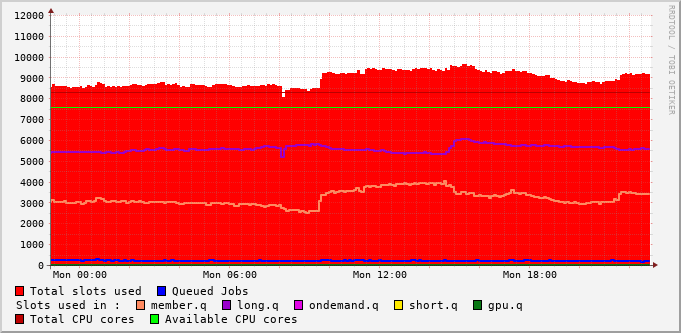 12000
11000
10000
9000
8000
7000
6000
5000
4000
3000
2000
1000
0
Mon 00:00 Mon 06:00 Mon 12:00 Mon 18:00
RRDTOOL / TOBI OETIKER
Total slots used Queued Jobs
Slots used in : member.q long.q ondemand.q short.q gpu.q
Total CPU cores Available CPU cores